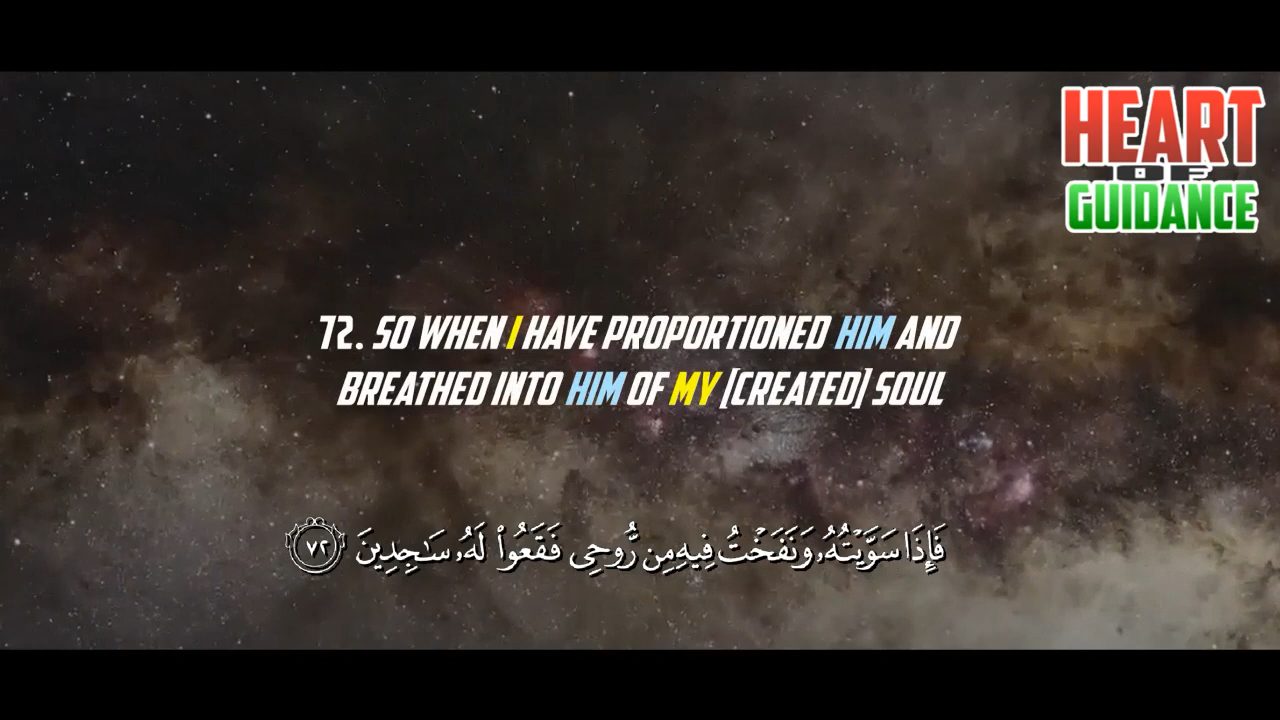 HEART
OF
GUIDANCE
72. SO WHEN I HAVE PROPORTIONED HIM AND
BREATHED INTO HIM OF MY [CREATED] SOUL
فَإِذَا سَوَّيْتُهُۥ وَنَفَخْتُ فِيهِ مِن رُّوحِى فَقَعُوا۟ لَهُۥ سَـٰجِدِينَ ٧٢